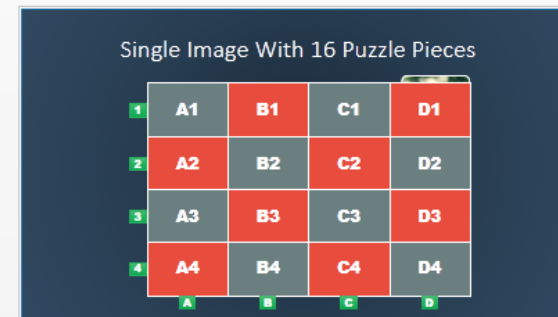 Single Image With 16 Puzzle Pieces
1 A1 B1 C1 D1
2 A2 B2 C2 D2
3 A3 B3 C3 D3
4 A4 B4 C4 D4
A B C D